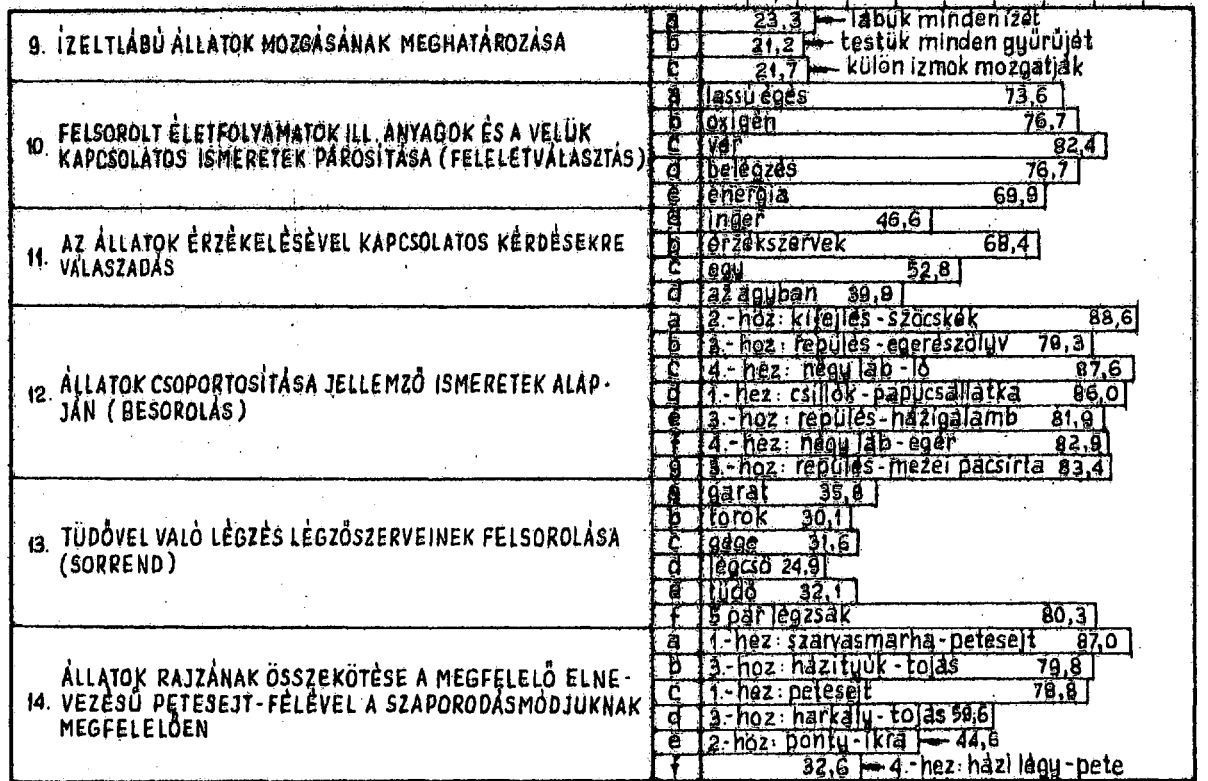 9. ÍZELTLÁBÚ ÁLLATOK MOZGÁSÁNAK MEGHATÁROZÁSA
a 23,3 lábuk minden ízét
b 21,2 testük minden gyűrűjét
c 21,7 külön izmok mozgatják
10. FELSOROLT ÉLETFOLYAMATOK ILL. ANYAGOK ÉS A VELÜK
KAPCSOLATOS ISMERETEK PÁROSÍTÁSA (FELELETVÁLASZTÁS)
a lassú égés 73,6
b oxigén 76,7
c vér 82,4
d belégzés 76,7
e energia 69,9
11. AZ ÁLLATOK ÉRZÉKELÉSÉVEL KAPCSOLATOS KÉRDÉSEKRE
VÁLASZADÁS
a inger 46,6
b érzékszervek 68,4
c agy 52,8
d az agyban 39,9
12. ÁLLATOK CSOPORTOSÍTÁSA JELLEMZŐ ISMERETEK ALAP-
JÁN (BESOROLÁS)
a 2.-hoz: kifejlés-szöcskék 88,6
b 3.-hoz: repülés-egerészölyv 79,3
c 4.-hez: négy láb-ló 87,6
d 1.-hez: csillók-papucsállatka 86,0
e 3.-hoz: repülés-házigalamb 81,9
f 4.-hez: négy láb-egér 82,9
g 3.-hoz: repülés-mezei pacsirta 83,4
13. TÜDŐVEL VALÓ LÉGZÉS LÉGZŐSZERVEINEK FELSOROLÁSA
(SORREND)
a garat 35,8
b torok 30,1
c gége 31,6
d légcső 24,9
e tüdő 32,1
f 5 pár légzsák 80,3
14. ÁLLATOK RAJZÁNAK ÖSSZEKÖTÉSE A MEGFELELŐ ELNE-
VEZÉSŰ PETESEJT-FÉLÉVEL A SZAPORODÁSMÓDJUKNAK
MEGFELELŐEN
a 1.-hez: szarvasmarha-petesejt 87,0
b 3.-hoz: házityúk-tojás 79,8
c 1.-hez: petesejt 78,8
d 3.-hoz: harkály-tojás 59,6
e 2.-hoz: ponty-ikra 44,6
f 32,6 4.-hez: házi légy-pete